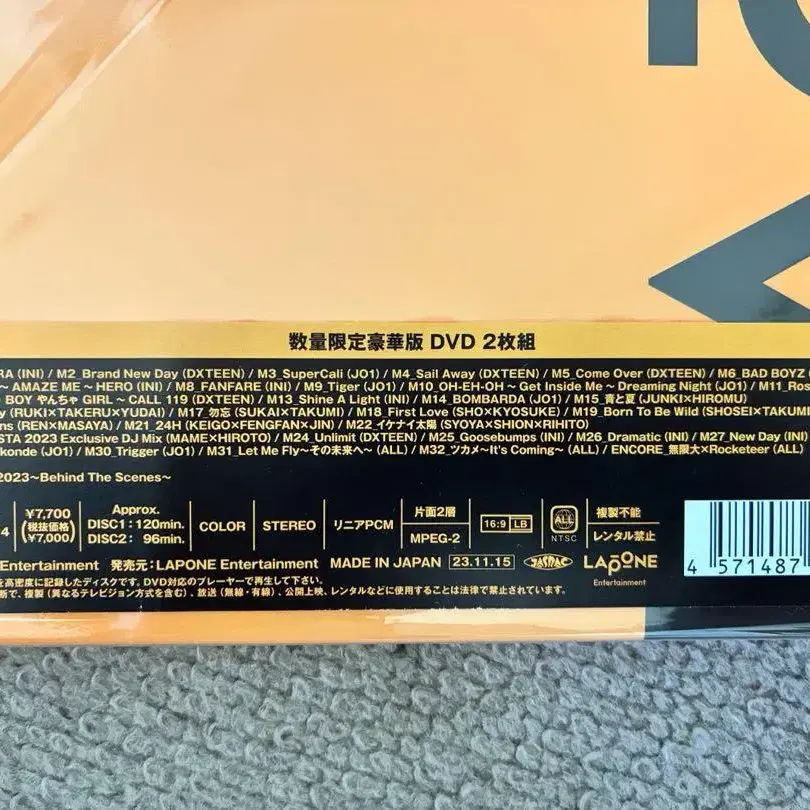 数量限定豪華版 DVD 2枚組
RA (INI) / M2_Brand New Day (DXTEEN) / M3_SuperCali (JO1) / M4_Sail Away (DXTEEN) / M5_Come Over (DXTEEN) / M6_BAD BOYZ (
～ AMAZE ME ～ HERO (INI) / M8_FANFARE (INI) / M9_Tiger (JO1) / M10_OH-EH-OH ～ Get Inside Me ～ Dreaming Night (JO1) / M11_Ros
BOY やんちゃ GIRL ～ CALL 119 (DXTEEN) / M13_Shine A Light (INI) / M14_BOMBARDA (JO1) / M15_青と夏 (JUNKI×HIROMU)
y (RUKI×TAKERU×YUDAI) / M17_勿忘 (SUKAI×TAKUMI) / M18_First Love (SHO×KYOSUKE) / M19_Born To Be Wild (SHOSEI×TAKUM
ns (REN×MASAYA) / M21_24H (KEIGO×FENGFAN×JIN) / M22_イケナイ太陽 (SYOYA×SHION×RIHITO)
STA 2023 Exclusive DJ Mix (MAME×HIROTO) / M24_Unlimit (DXTEEN) / M25_Goosebumps (INI) / M26_Dramatic (INI) / M27_New Day (INI)
konde (JO1) / M30_Trigger (JO1) / M31_Let Me Fly～その未来へ～ (ALL) / M32_ツカメ～It's Coming～ (ALL) / ENCORE_無限大×Rocketeer (ALL)
2023～Behind The Scenes～
4 ¥7,700 (税抜価格 ¥7,000) Approx. DISC1:120min. DISC2: 96min. COLOR STEREO リニアPCM 片面2層 MPEG-2 16:9 LB ALL NTSC 複製不能 レンタル禁止
Entertainment 発売元:LAPONE Entertainment MADE IN JAPAN 23.11.15 JASRAC LAPONE Entertainment
を高密度に記録したディスクです。DVD対応のプレーヤーで再生して下さい。
断で、複製(異なるテレビジョン方式を含む)、放送(無線・有線)、公開上映、レンタルなどに使用することは法律で禁止されています。
4 571487